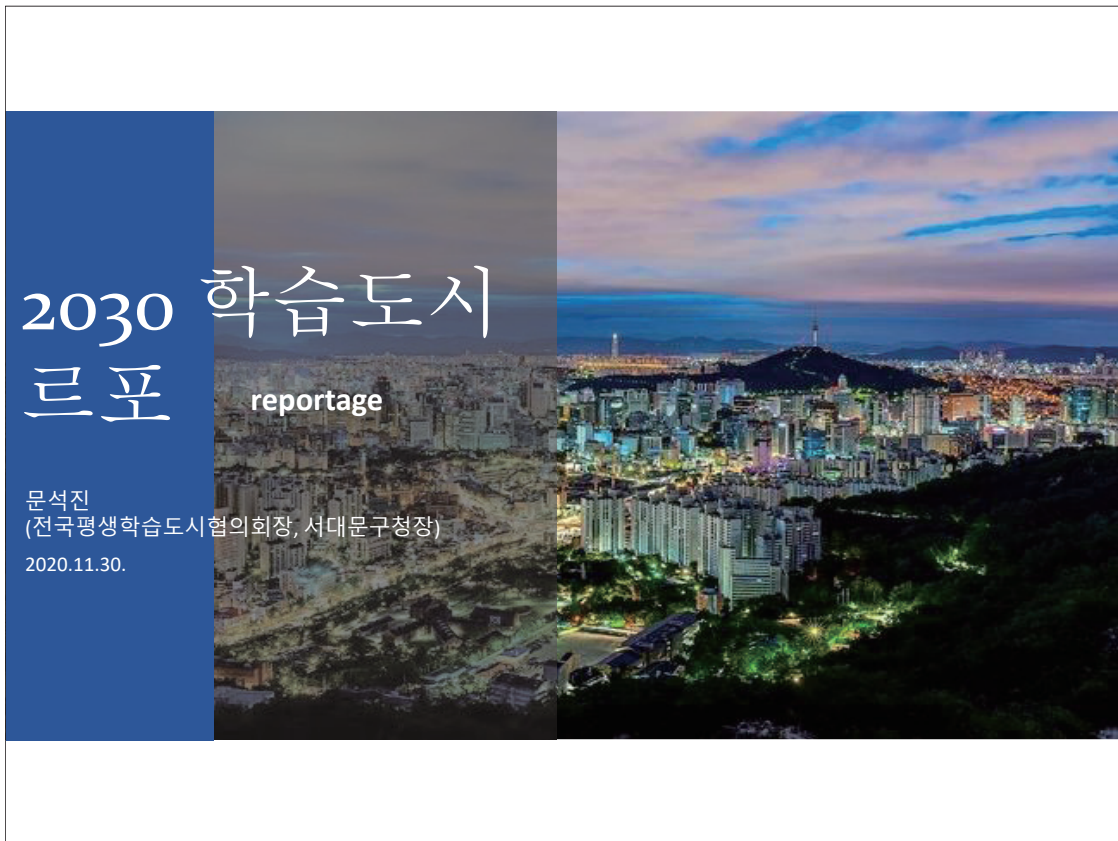 2030 학습도시
르포
reportage
문석진
(전국평생학습도시협의회장, 서대문구청장)
2020.11.30.